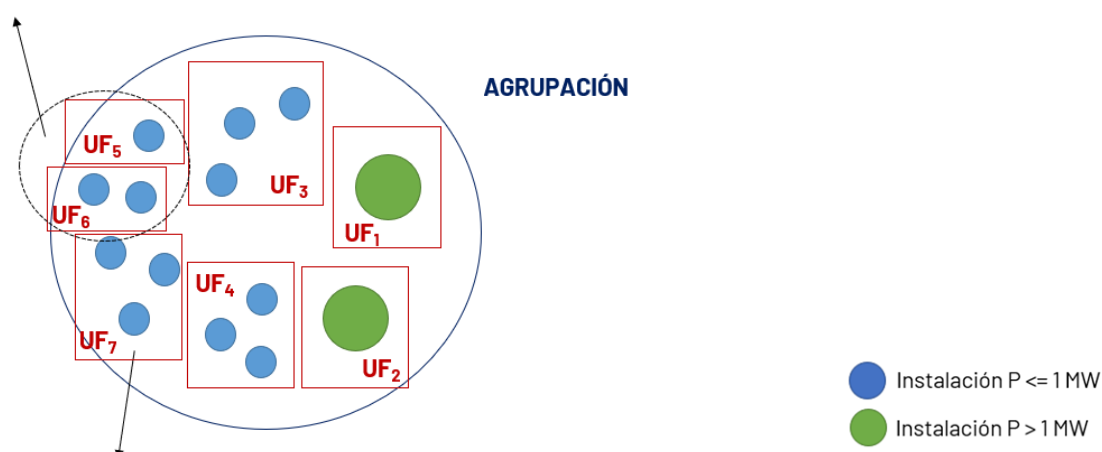 AGRUPACIÓN
UF5
UF3
UF6
UF1
UF4
UF7
UF2
Instalación P <= 1 MW
Instalación P > 1 MW